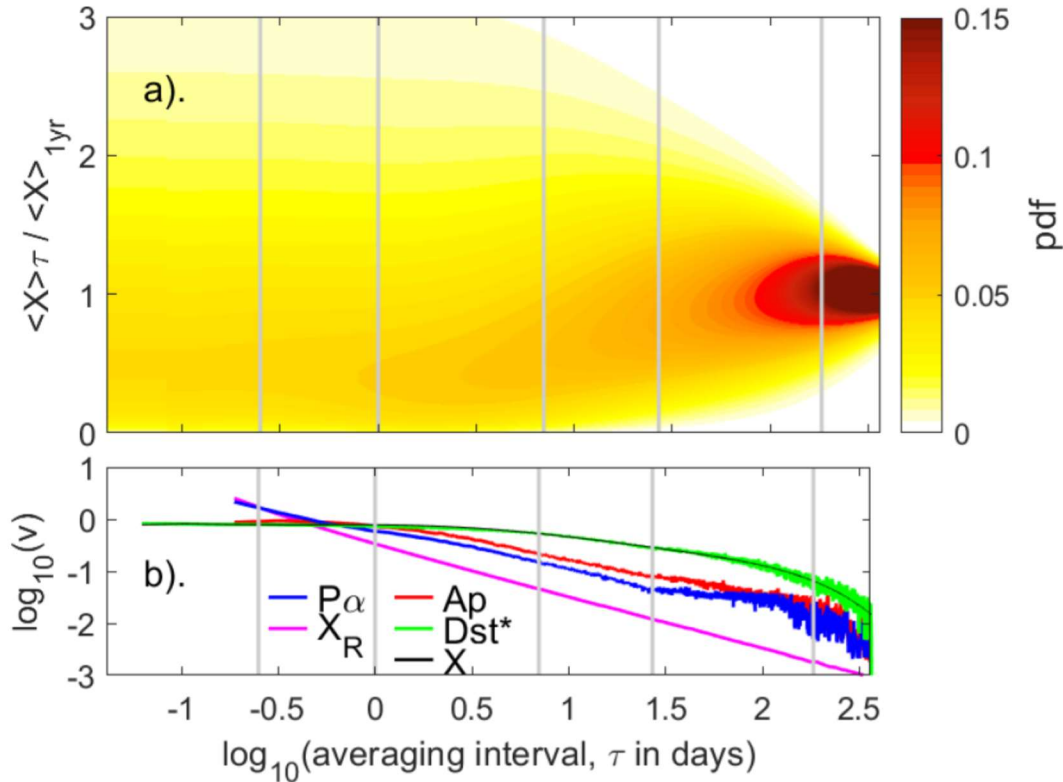 3
2
1
0
<X>τ / <X>1yr
a).
0.15
0.1
0.05
0
pdf
1
0
-1
-2
-3
log10(v)
b).
Pα
XR
Ap
Dst*
X
-1 -0.5 0 0.5 1 1.5 2 2.5
log10(averaging interval, τ in days)